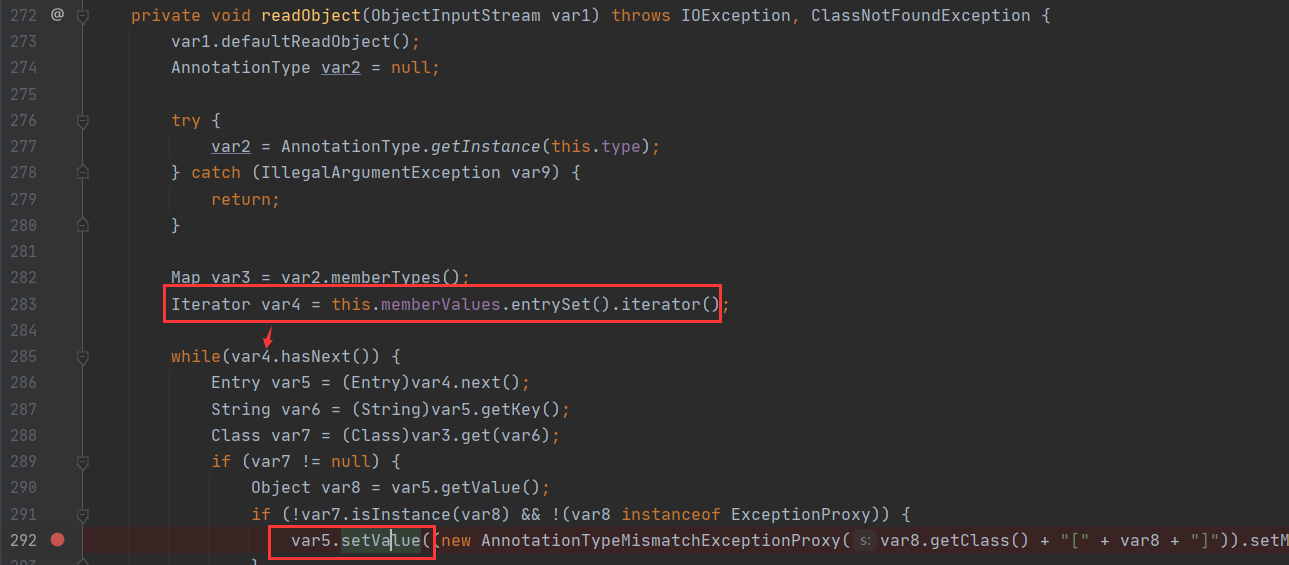 272 @ private void readObject(ObjectInputStream var1) throws IOException, ClassNotFoundException {
273 var1.defaultReadObject();
274 AnnotationType var2 = null;
275
276 try {
277 var2 = AnnotationType.getInstance(this.type);
278 } catch (IllegalArgumentException var9) {
279 return;
280 }
281
282 Map var3 = var2.memberTypes();
283 Iterator var4 = this.memberValues.entrySet().iterator();
284
285 while(var4.hasNext()) {
286 Entry var5 = (Entry)var4.next();
287 String var6 = (String)var5.getKey();
288 Class var7 = (Class)var3.get(var6);
289 if (var7 != null) {
290 Object var8 = var5.getValue();
291 if (!var7.isInstance(var8) && !(var8 instanceof ExceptionProxy)) {
292 var5.setValue((new AnnotationTypeMismatchExceptionProxy( s: var8.getClass() + "[" + var8 + "]")).setM